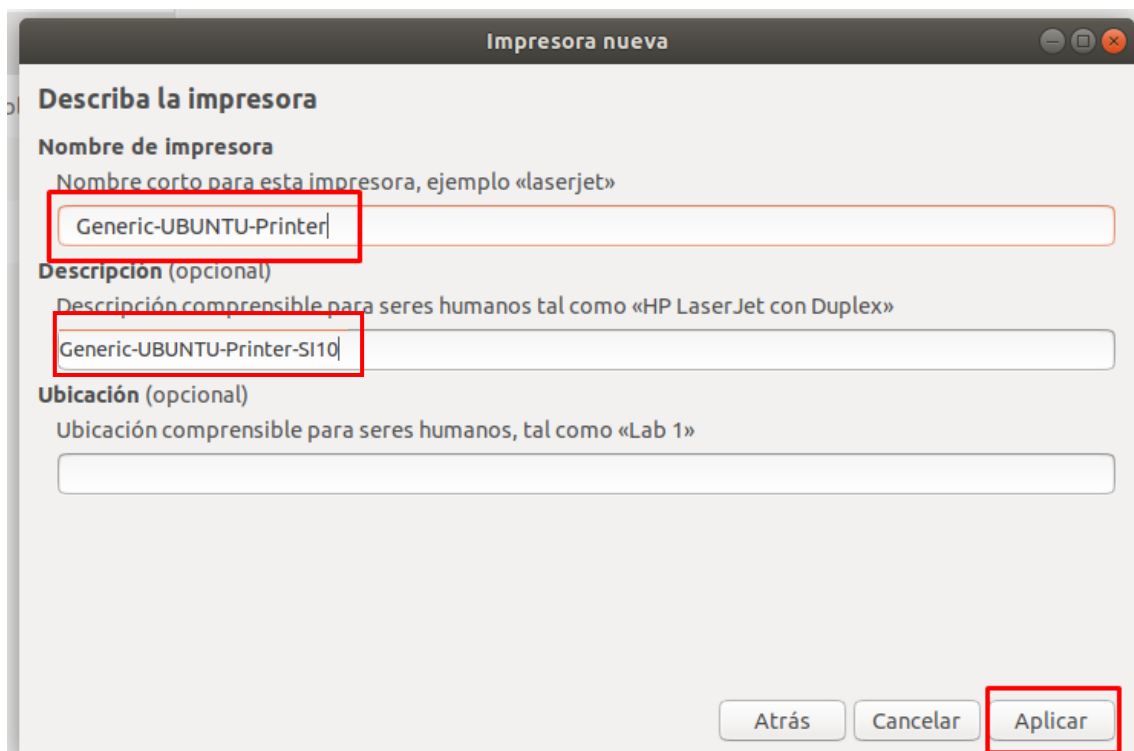 Impresora nueva
Describa la impresora
Nombre de impresora
Nombre corto para esta impresora, ejemplo «laserjet»
Generic-UBUNTU-Printer
Descripción (opcional)
Descripción comprensible para seres humanos tal como «HP LaserJet con Duplex»
Generic-UBUNTU-Printer-SI10
Ubicación (opcional)
Ubicación comprensible para seres humanos, tal como «Lab 1»
Atrás Cancelar Aplicar